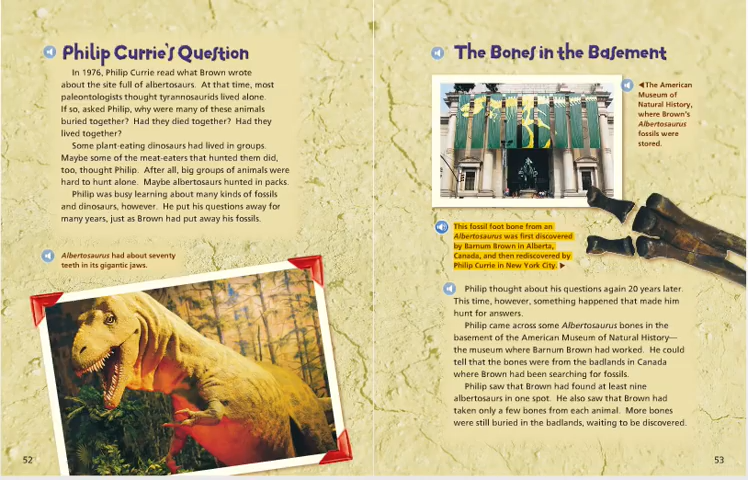 Philip Currie's Question
In 1976, Philip Currie read what Brown wrote
about the site full of albertosaurs. At that time, most
paleontologists thought tyrannosaurids lived alone.
If so, asked Philip, why were many of these animals
buried together? Had they died together? Had they
lived together?
Some plant-eating dinosaurs had lived in groups.
Maybe some of the meat-eaters that hunted them did,
too, thought Philip. After all, big groups of animals were
hard to hunt alone. Maybe albertosaurs hunted in packs.
Philip was busy learning about many kinds of fossils
and dinosaurs, however. He put his questions away for
many years, just as Brown had put away his fossils.
Albertosaurus had about seventy
teeth in its gigantic jaws.
52
The Bones in the Basement
◀The American
Museum of
Natural History,
where Brown's
Albertosaurus
fossils were
stored.
This fossil foot bone from an
Albertosaurus was first discovered
by Barnum Brown in Alberta,
Canada, and then rediscovered by
Philip Currie in New York City. ▶
Philip thought about his questions again 20 years later.
This time, however, something happened that made him
hunt for answers.
Philip came across some Albertosaurus bones in the
basement of the American Museum of Natural History—
the museum where Barnum Brown had worked. He could
tell that the bones were from the badlands in Canada
where Brown had been searching for fossils.
Philip saw that Brown had found at least nine
albertosaurs in one spot. He also saw that Brown had
taken only a few bones from each animal. More bones
were still buried in the badlands, waiting to be discovered.
53